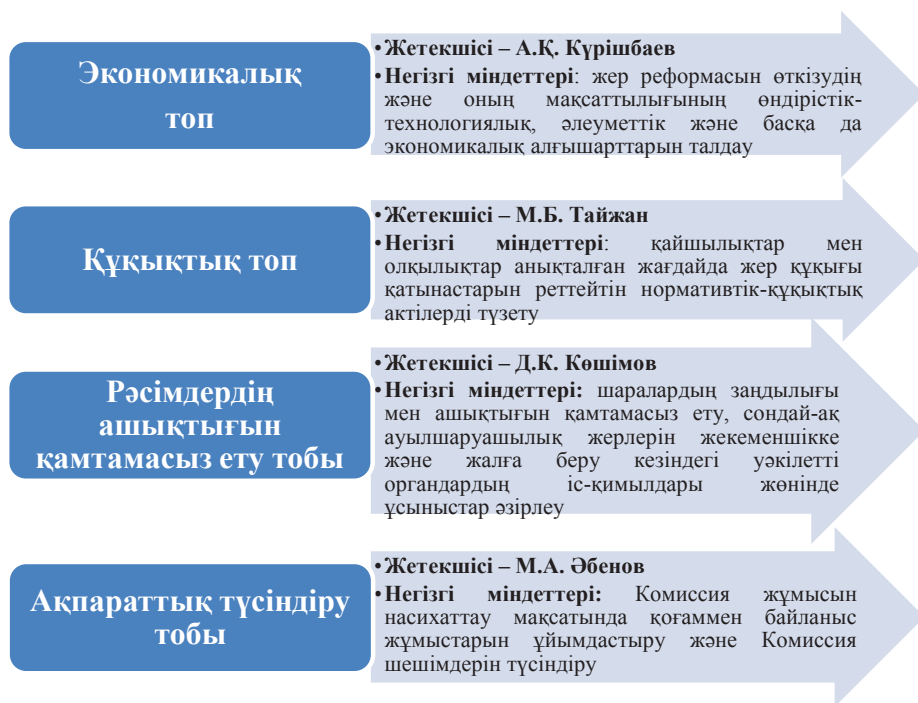 Экономикалық
топ
•Жетекшісі – А.Қ. Күрішбаев
•Негізгі міндеттері: жер реформасын өткізудің
және оның мақсаттылығының өндірістік-
технологиялық, әлеуметтік және басқа да
экономикалық алғышарттарын талдау
Құқықтық топ
•Жетекшісі – М.Б. Тайжан
•Негізгі міндеттері: қайшылықтар мен
олқылықтар анықталған жағдайда жер құқығы
қатынастарын реттейтін нормативтік-құқықтық
актілерді түзету
Рәсімдердің
ашықтығын
қамтамасыз ету тобы
•Жетекшісі – Д.К. Көшімов
•Негізгі міндеттері: шаралардың заңдылығы
мен ашықтығын қамтамасыз ету, сондай-ақ
ауылшаруашылық жерлерін жекеменшікке
және жалға беру кезіндегі уәкілетті
органдардың іс-қимылдары жөнінде
ұсыныстар әзірлеу
Ақпараттық түсіндіру
тобы
•Жетекшісі – М.А. Әбенов
•Негізгі міндеттері: Комиссия жұмысын
насихаттау мақсатында қоғаммен байланыс
жұмыстарын ұйымдастыру және Комиссия
шешімдерін түсіндіру